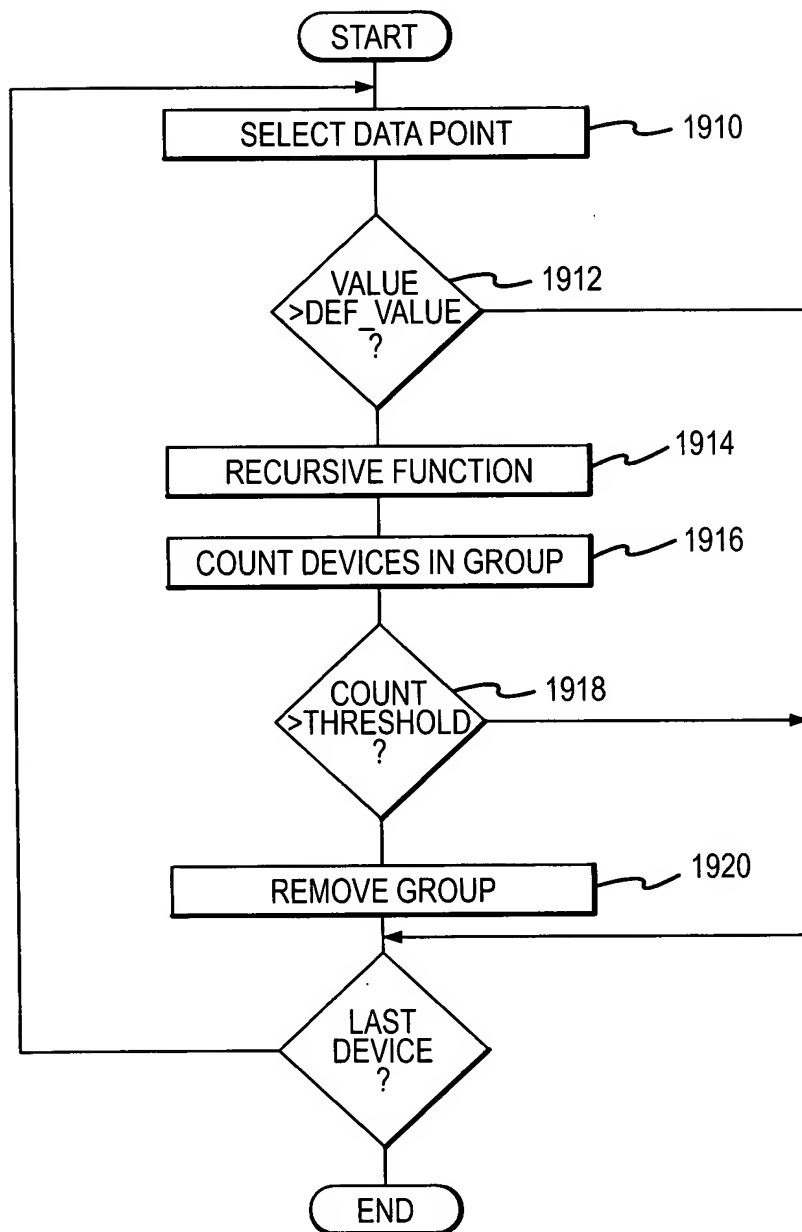 START
SELECT DATA POINT
1910
VALUE
>DEF_VALUE
?
1912
RECURSIVE FUNCTION
1914
COUNT DEVICES IN GROUP
1916
COUNT
>THRESHOLD
?
1918
REMOVE GROUP
1920
LAST
DEVICE
?
END